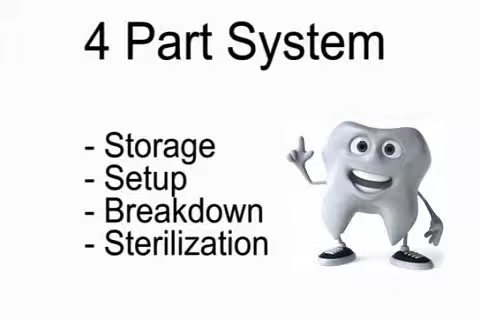 4 Part System
- Storage
- Setup
- Breakdown
- Sterilization